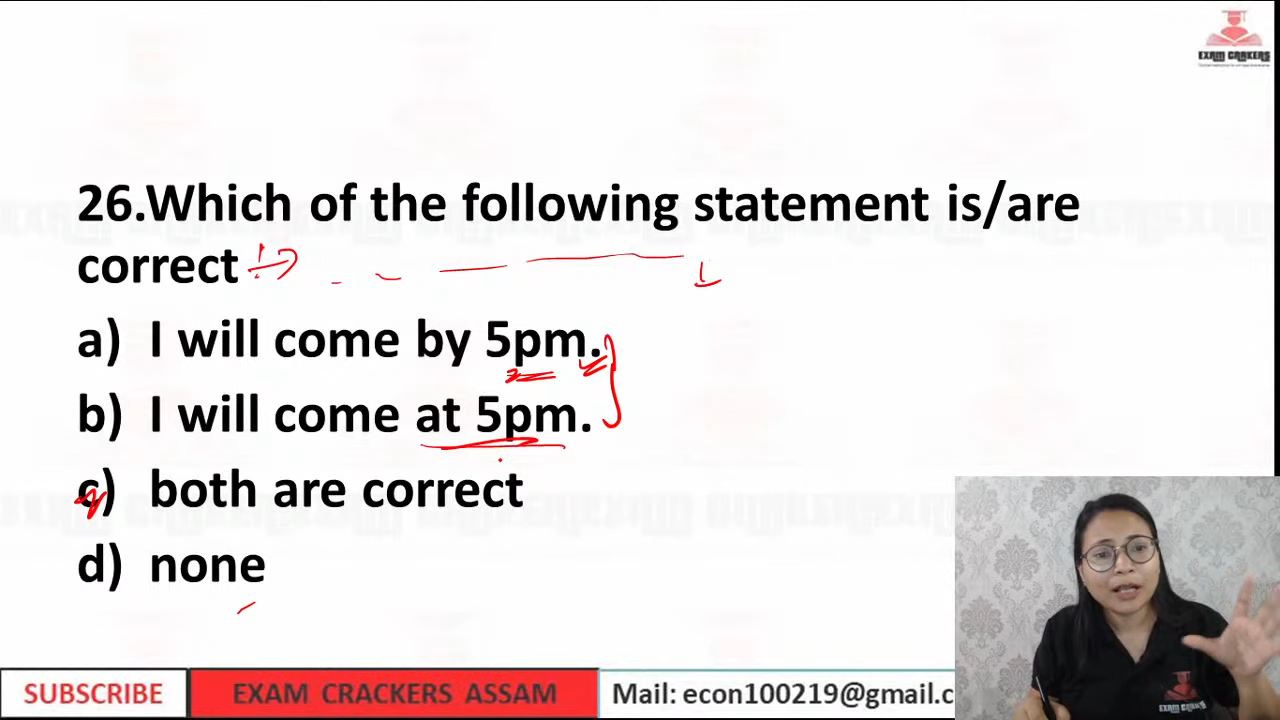 EXAM CRAKERS
26.Which of the following statement is/are
correct
a) I will come by 5pm.
b) I will come at 5pm.
c) both are correct
d) none
SUBSCRIBE
EXAM CRACKERS ASSAM
Mail: econ100219@gmail.c